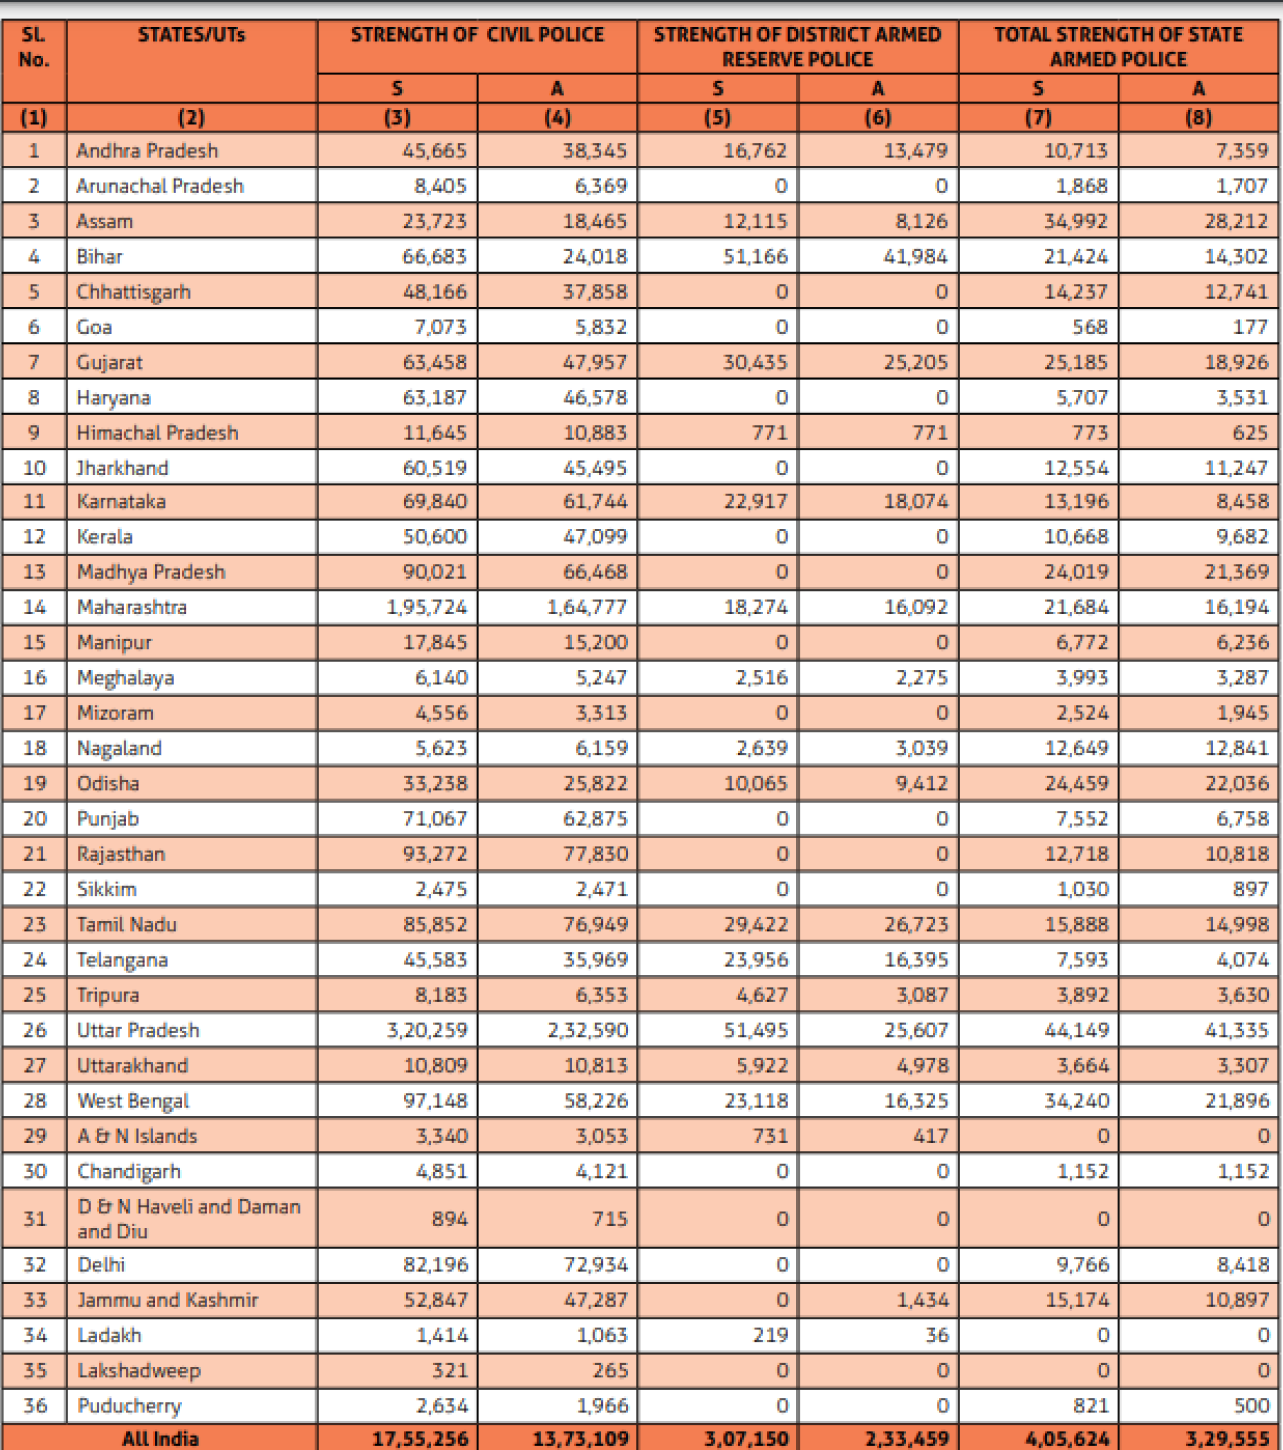 Sl. No. STATES/UTs STRENGTH OF CIVIL POLICE STRENGTH OF DISTRICT ARMED RESERVE POLICE TOTAL STRENGTH OF STATE ARMED POLICE
S A S A S A
(1) (2) (3) (4) (5) (6) (7) (8)
1 Andhra Pradesh 45,665 38,345 16,762 13,479 10,713 7,359
2 Arunachal Pradesh 8,405 6,369 0 0 1,868 1,707
3 Assam 23,723 18,465 12,115 8,126 34,992 28,212
4 Bihar 66,683 24,018 51,166 41,984 21,424 14,302
5 Chhattisgarh 48,166 37,858 0 0 14,237 12,741
6 Goa 7,073 5,832 0 0 568 177
7 Gujarat 63,458 47,957 30,435 25,205 25,185 18,926
8 Haryana 63,187 46,578 0 0 5,707 3,531
9 Himachal Pradesh 11,645 10,883 771 771 773 625
10 Jharkhand 60,519 45,495 0 0 12,554 11,247
11 Karnataka 69,840 61,744 22,917 18,074 13,196 8,458
12 Kerala 50,600 47,099 0 0 10,668 9,682
13 Madhya Pradesh 90,021 66,468 0 0 24,019 21,369
14 Maharashtra 1,95,724 1,64,777 18,274 16,092 21,684 16,194
15 Manipur 17,845 15,200 0 0 6,772 6,236
16 Meghalaya 6,140 5,247 2,516 2,275 3,993 3,287
17 Mizoram 4,556 3,313 0 0 2,524 1,945
18 Nagaland 5,623 6,159 2,639 3,039 12,649 12,841
19 Odisha 33,238 25,822 10,065 9,412 24,459 22,036
20 Punjab 71,067 62,875 0 0 7,552 6,758
21 Rajasthan 93,272 77,830 0 0 12,718 10,818
22 Sikkim 2,475 2,471 0 0 1,030 897
23 Tamil Nadu 85,852 76,949 29,422 26,723 15,888 14,998
24 Telangana 45,583 35,969 23,956 16,395 7,593 4,074
25 Tripura 8,183 6,353 4,627 3,087 3,892 3,630
26 Uttar Pradesh 3,20,259 2,32,590 51,495 25,607 44,149 41,335
27 Uttarakhand 10,809 10,813 5,922 4,978 3,664 3,307
28 West Bengal 97,148 58,226 23,118 16,325 34,240 21,896
29 A & N Islands 3,340 3,053 731 417 0 0
30 Chandigarh 4,851 4,121 0 0 1,152 1,152
31 D & N Haveli and Daman and Diu 894 715 0 0 0 0
32 Delhi 82,196 72,934 0 0 9,766 8,418
33 Jammu and Kashmir 52,847 47,287 0 1,434 15,174 10,897
34 Ladakh 1,414 1,063 219 36 0 0
35 Lakshadweep 321 265 0 0 0 0
36 Puducherry 2,634 1,966 0 0 821 500
All India 17,55,256 13,73,109 3,07,150 2,33,459 4,05,624 3,29,555